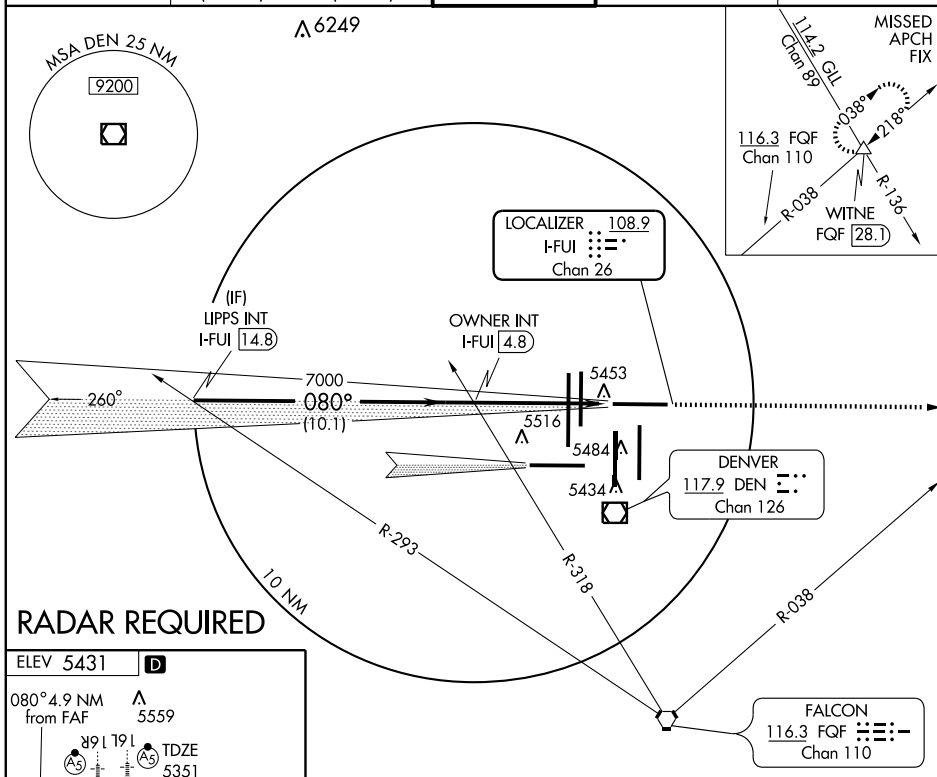 6249
MSA DEN 25 NM
9200
MISSED
APCH
FIX
114.2 GLL
Chan 89
038°
218°
116.3 FQF
Chan 110
R-038
R-136
WITNE
FQF 28.1
LOCALIZER 108.9
I-FUI
Chan 26
(IF)
LIPPS INT
I-FUI 14.8
OWNER INT
I-FUI 4.8
7000
260°
080°
(10.1)
5453
5516
5484
5434
DENVER
117.9 DEN
Chan 126
R-293
R-318
R-038
10 NM
RADAR REQUIRED
ELEV 5431 D
080° 4.9 NM
from FAF
5559
16R
16L
A5
A5
TDZE
5351
FALCON
116.3 FQF
Chan 110